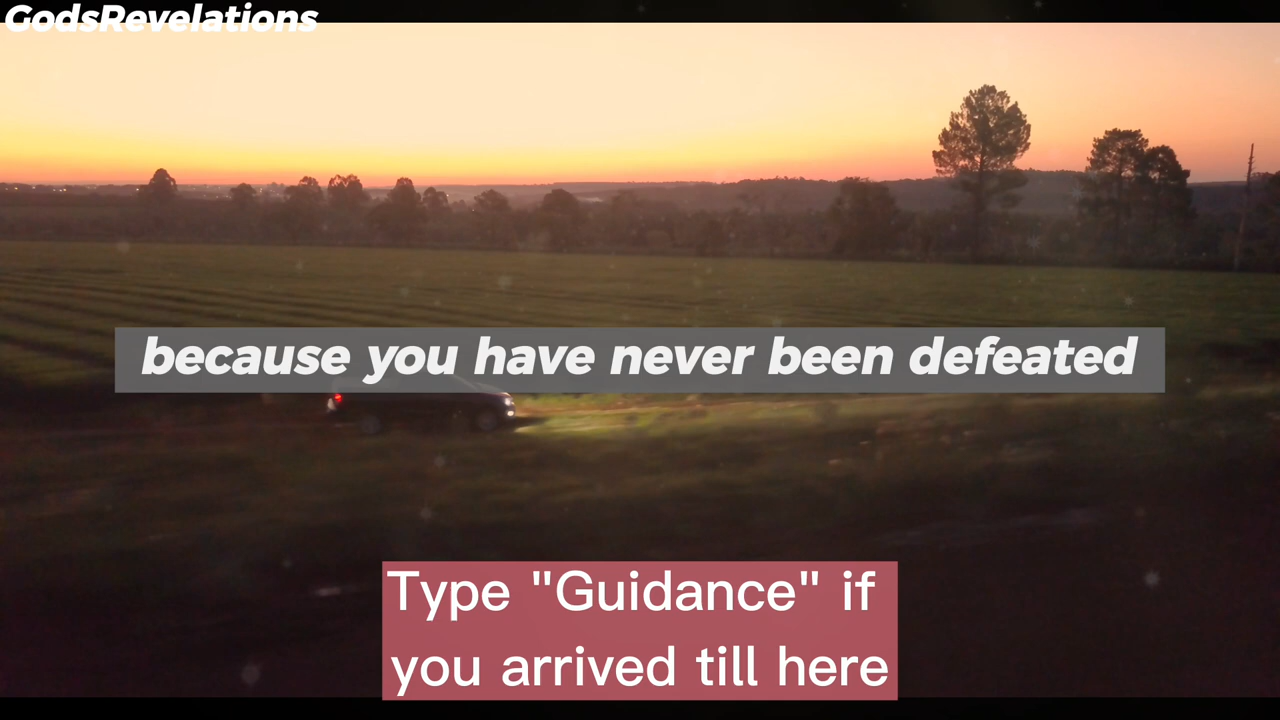 GodsRevelations
because you have never been defeated
Type "Guidance" if
you arrived till here